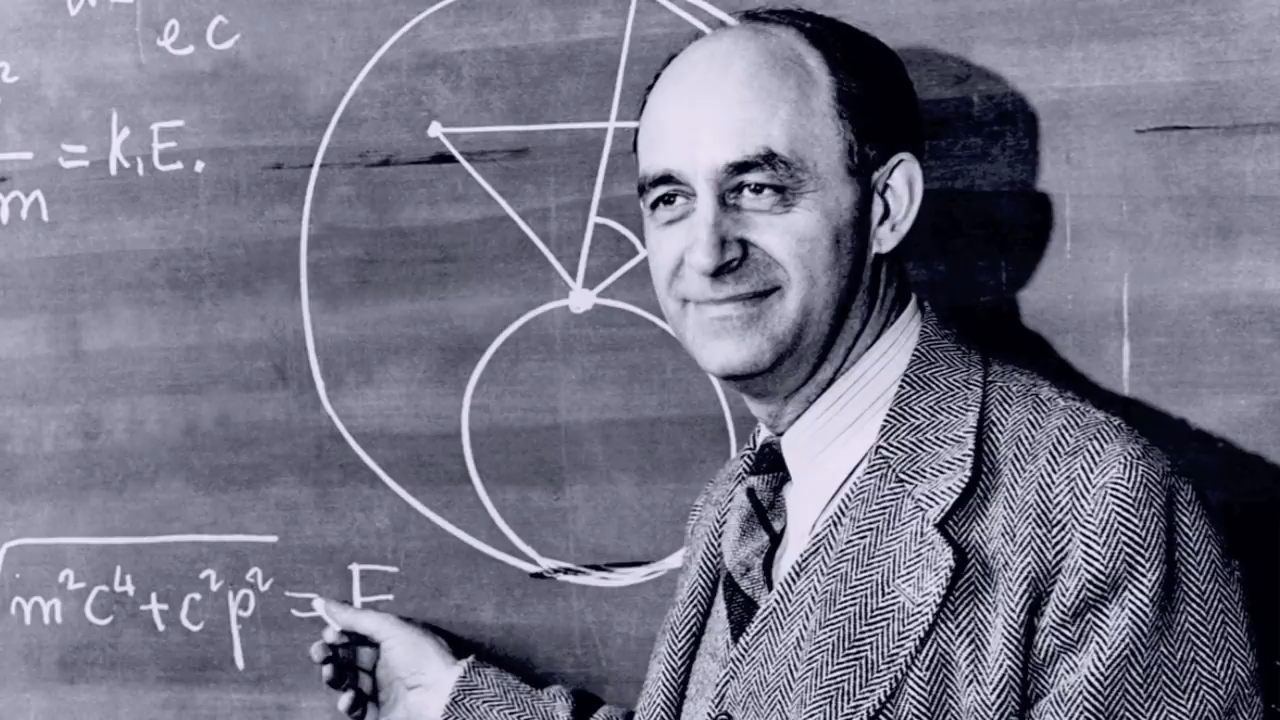 ec
— = k,E.
m
√m²c⁴+c²p² = E